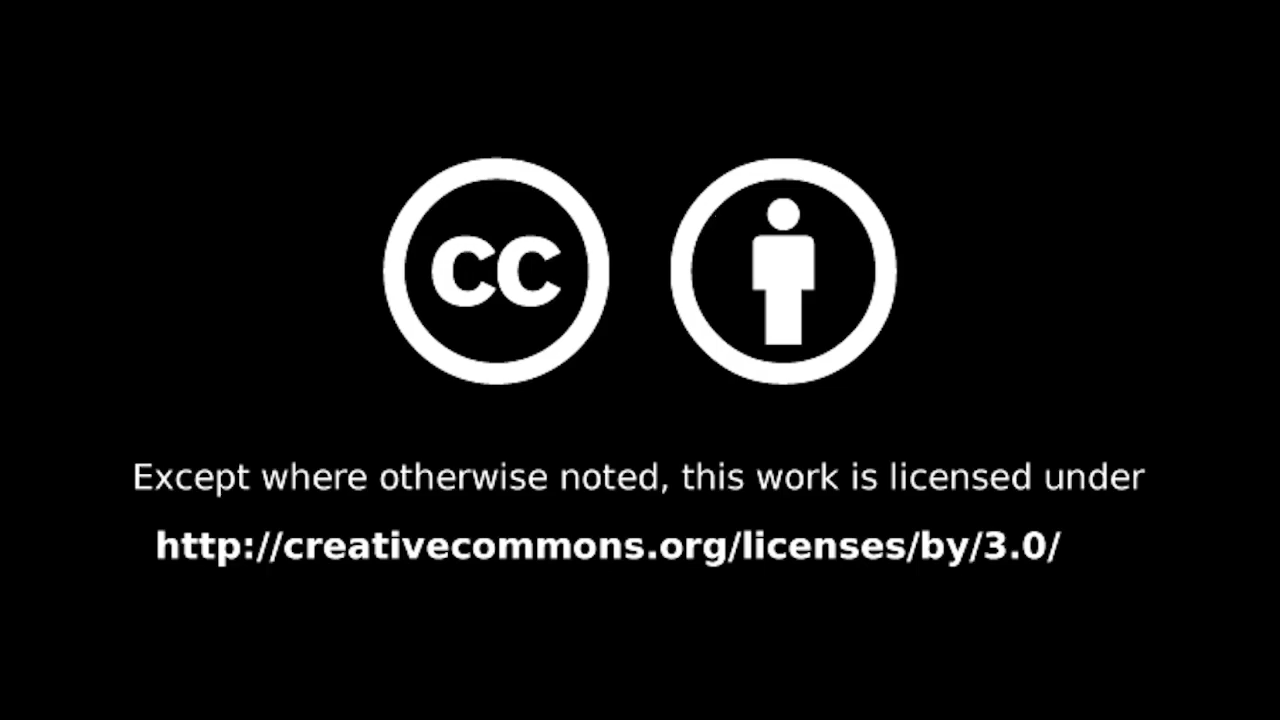 cc
Except where otherwise noted, this work is licensed under
http://creativecommons.org/licenses/by/3.0/